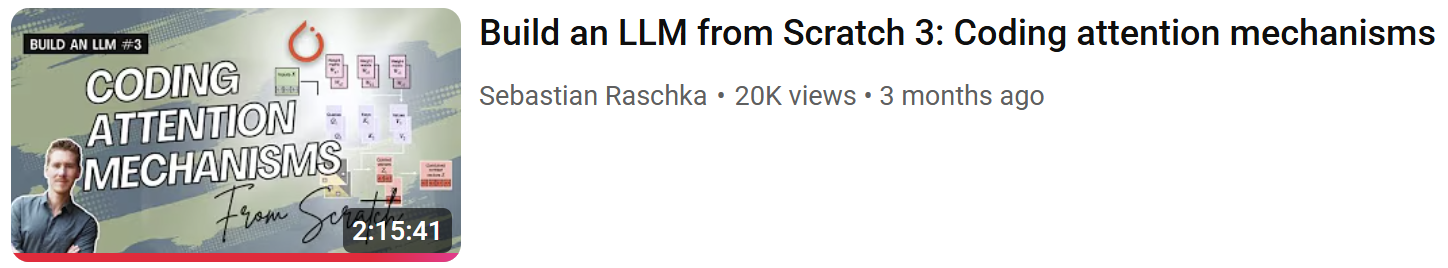 BUILD AN LLM #3
CODING
ATTENTION
MECHANISMS
From Scratch
2:15:41
Build an LLM from Scratch 3: Coding attention mechanisms
Sebastian Raschka • 20K views • 3 months ago